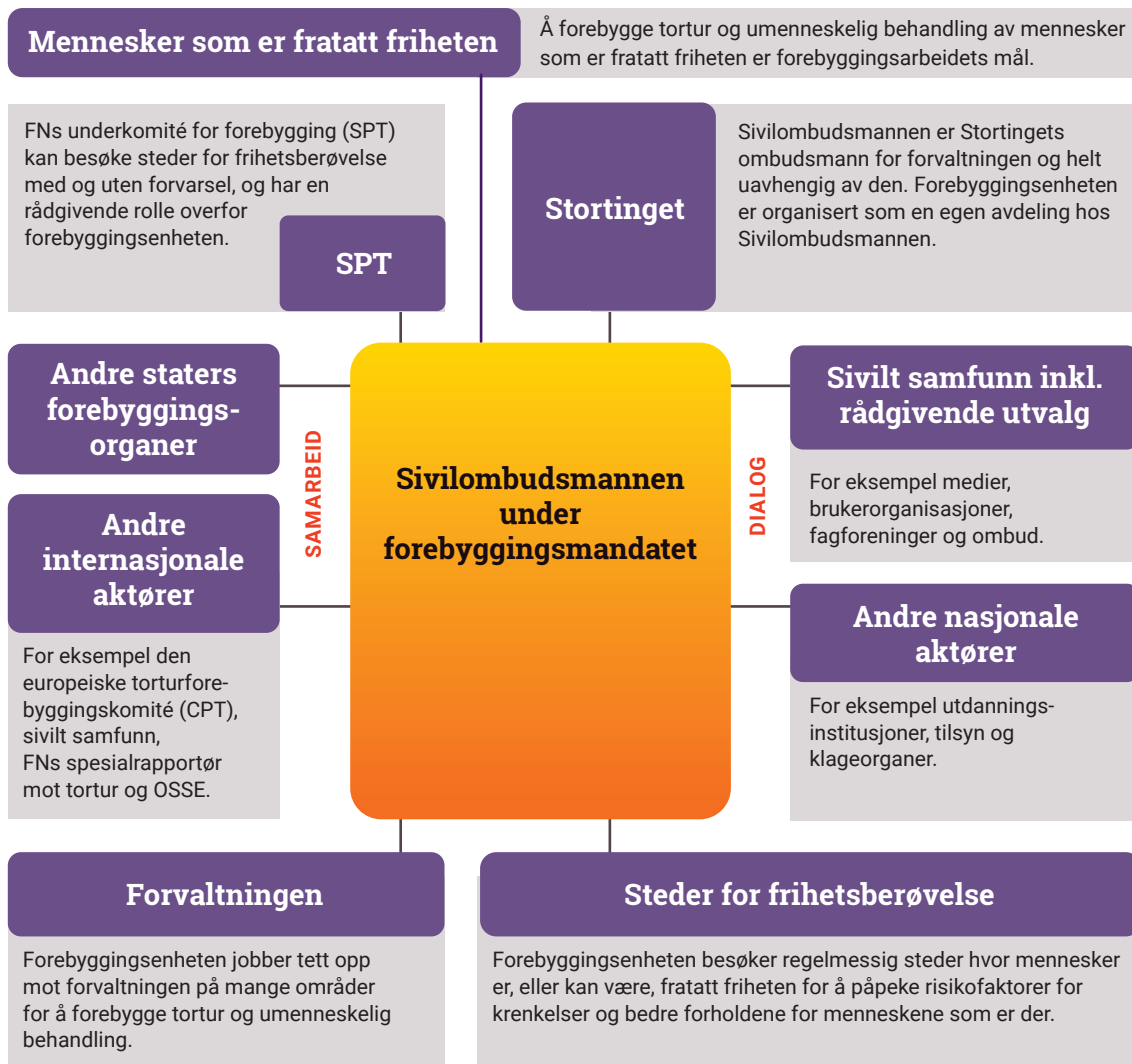 Mennesker som er fratatt friheten
Å forebygge tortur og umenneskelig behandling av mennesker
som er fratatt friheten er forebyggingsarbeidets mål.
FNs underkomité for forebygging (SPT)
kan besøke steder for frihetsberøvelse
med og uten forvarsel, og har en
rådgivende rolle overfor
forebyggingsenheten.
SPT
Stortinget
Sivilombudsmannen er Stortingets
ombudsmann for forvaltningen og helt
uavhengig av den. Forebyggingsenheten
er organisert som en egen avdeling hos
Sivilombudsmannen.
Andre staters
forebyggings-
organer
SAMARBEID
Andre
internasjonale
aktører
For eksempel den
europeiske torturfore-
byggingskomité (CPT),
sivilt samfunn,
FNs spesialrapportør
mot tortur og OSSE.
Sivilombudsmannen
under
forebyggingsmandatet
DIALOG
Sivilt samfunn inkl.
rådgivende utvalg
For eksempel medier,
brukerorganisasjoner,
fagforeninger og ombud.
Andre nasjonale
aktører
For eksempel utdannings-
institusjoner, tilsyn og
klageorganer.
Forvaltningen
Forebyggingsenheten jobber tett opp
mot forvaltningen på mange områder
for å forebygge tortur og umenneskelig
behandling.
Steder for frihetsberøvelse
Forebyggingsenheten besøker regelmessig steder hvor mennesker
er, eller kan være, fratatt friheten for å påpeke risikofaktorer for
krenkelser og bedre forholdene for menneskene som er der.